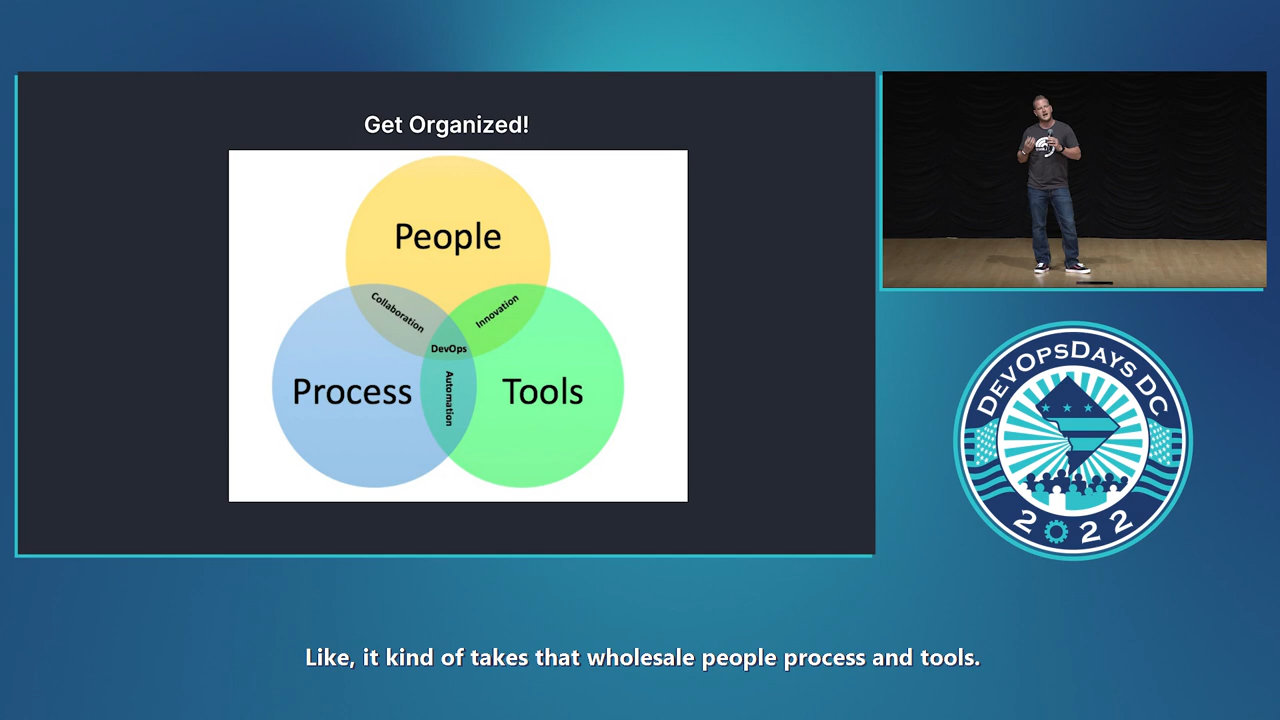 Get Organized!
People
Collaboration
Innovation
DevOps
Process
Automation
Tools
DEVOPSDAYS DC
2022
Like, it kind of takes that wholesale people process and tools.